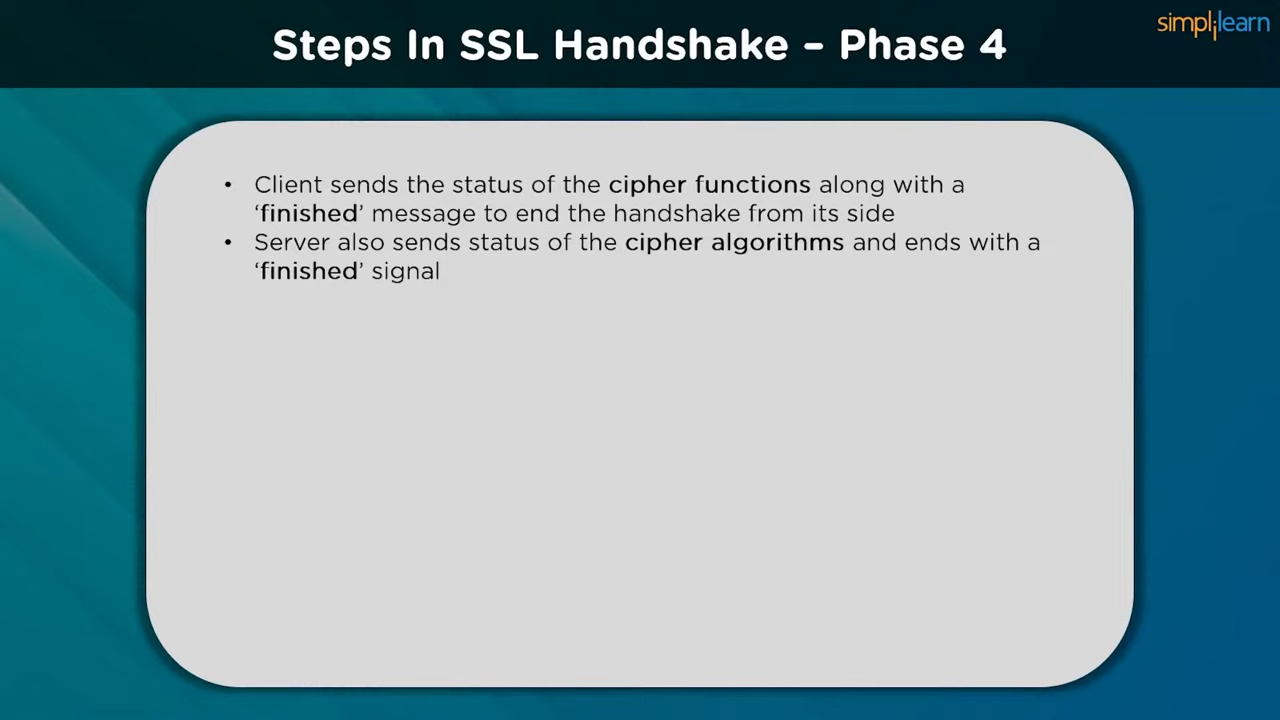 Steps In SSL Handshake – Phase 4
simplilearn
• Client sends the status of the cipher functions along with a
‘finished’ message to end the handshake from its side
• Server also sends status of the cipher algorithms and ends with a
‘finished’ signal